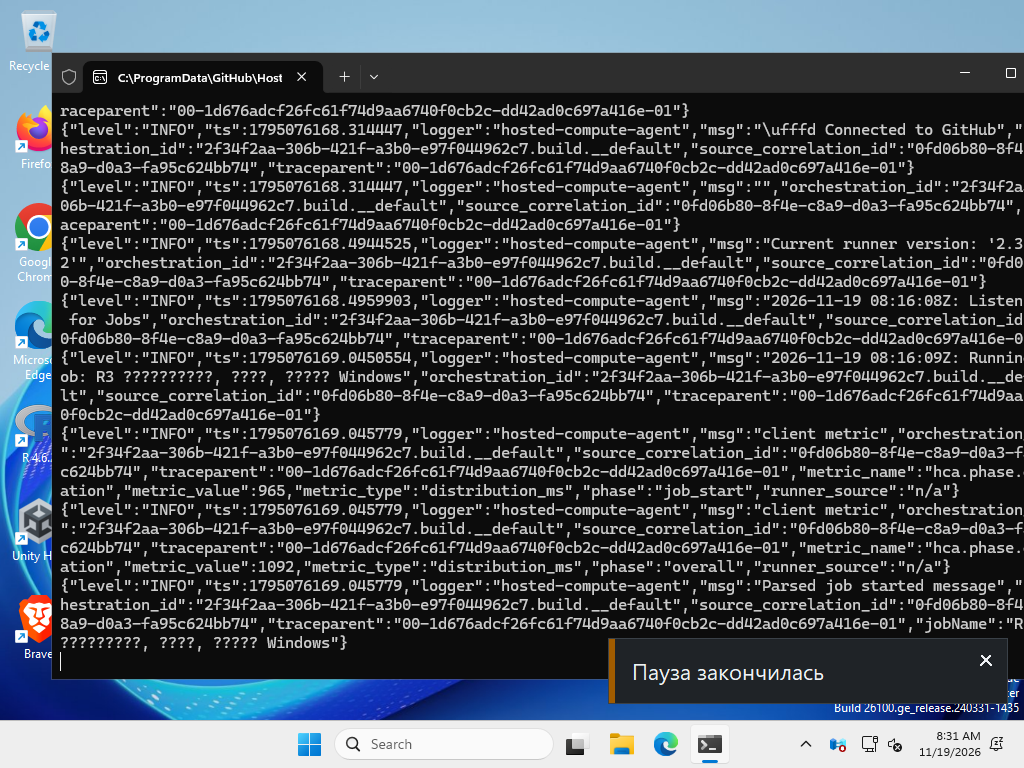 Recycle
Firefo
Google
Chrom
Micros
Edge
R 4.6.
Unity H
Brave
C:\ProgramData\GitHub\Host
raceparent":"00-1d676adcf26fc61f74d9aa6740f0cb2c-dd42ad0c697a416e-01"}
{"level":"INFO","ts":1795076168.314447,"logger":"hosted-compute-agent","msg":"\ufffd Connected to GitHub","
hestration_id":"2f34f2aa-306b-421f-a3b0-e97f044962c7.build.__default","source_correlation_id":"0fd06b80-8f4
8a9-d0a3-fa95c624bb74","traceparent":"00-1d676adcf26fc61f74d9aa6740f0cb2c-dd42ad0c697a416e-01"}
{"level":"INFO","ts":1795076168.314447,"logger":"hosted-compute-agent","msg":"","orchestration_id":"2f34f2a
06b-421f-a3b0-e97f044962c7.build.__default","source_correlation_id":"0fd06b80-8f4e-c8a9-d0a3-fa95c624bb74",
aceparent":"00-1d676adcf26fc61f74d9aa6740f0cb2c-dd42ad0c697a416e-01"}
{"level":"INFO","ts":1795076168.4944525,"logger":"hosted-compute-agent","msg":"Current runner version: '2.3
2'","orchestration_id":"2f34f2aa-306b-421f-a3b0-e97f044962c7.build.__default","source_correlation_id":"0fd0
0-8f4e-c8a9-d0a3-fa95c624bb74","traceparent":"00-1d676adcf26fc61f74d9aa6740f0cb2c-dd42ad0c697a416e-01"}
{"level":"INFO","ts":1795076168.4959903,"logger":"hosted-compute-agent","msg":"2026-11-19 08:16:08Z: Listen
for Jobs","orchestration_id":"2f34f2aa-306b-421f-a3b0-e97f044962c7.build.__default","source_correlation_id
0fd06b80-8f4e-c8a9-d0a3-fa95c624bb74","traceparent":"00-1d676adcf26fc61f74d9aa6740f0cb2c-dd42ad0c697a416e-0
{"level":"INFO","ts":1795076169.0450554,"logger":"hosted-compute-agent","msg":"2026-11-19 08:16:09Z: Runnin
ob: R3 ??????????, ????, ????? Windows","orchestration_id":"2f34f2aa-306b-421f-a3b0-e97f044962c7.build.__de
lt","source_correlation_id":"0fd06b80-8f4e-c8a9-d0a3-fa95c624bb74","traceparent":"00-1d676adcf26fc61f74d9aa
0f0cb2c-dd42ad0c697a416e-01"}
{"level":"INFO","ts":1795076169.045779,"logger":"hosted-compute-agent","msg":"client metric","orchestration
":"2f34f2aa-306b-421f-a3b0-e97f044962c7.build.__default","source_correlation_id":"0fd06b80-8f4e-c8a9-d0a3-f
c624bb74","traceparent":"00-1d676adcf26fc61f74d9aa6740f0cb2c-dd42ad0c697a416e-01","metric_name":"hca.phase.
ation","metric_value":965,"metric_type":"distribution_ms","phase":"job_start","runner_source":"n/a"}
{"level":"INFO","ts":1795076169.045779,"logger":"hosted-compute-agent","msg":"client metric","orchestration
":"2f34f2aa-306b-421f-a3b0-e97f044962c7.build.__default","source_correlation_id":"0fd06b80-8f4e-c8a9-d0a3-f
c624bb74","traceparent":"00-1d676adcf26fc61f74d9aa6740f0cb2c-dd42ad0c697a416e-01","metric_name":"hca.phase.
ation","metric_value":1092,"metric_type":"distribution_ms","phase":"overall","runner_source":"n/a"}
{"level":"INFO","ts":1795076169.045779,"logger":"hosted-compute-agent","msg":"Parsed job started message","
hestration_id":"2f34f2aa-306b-421f-a3b0-e97f044962c7.build.__default","source_correlation_id":"0fd06b80-8f4
8a9-d0a3-fa95c624bb74","traceparent":"00-1d676adcf26fc61f74d9aa6740f0cb2c-dd42ad0c697a416e-01","jobName":"R
?????????, ????, ????? Windows"}
Пауза закончилась
Build 26100.ge_release.240331-1435
Search
8:31 AM
11/19/2026